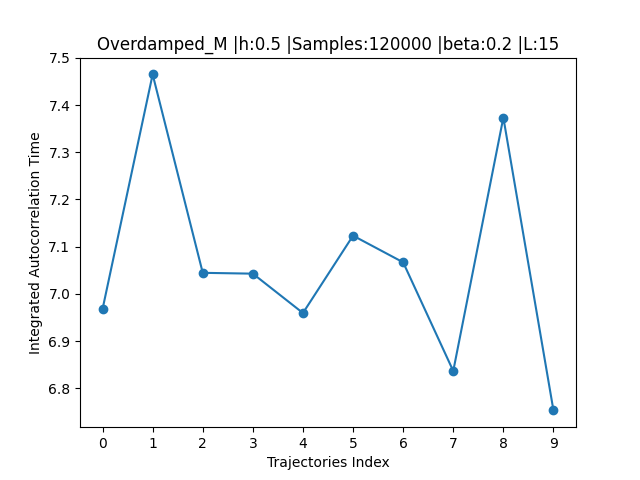 Overdamped_M |h:0.5 |Samples:120000 |beta:0.2 |L:15
Integrated Autocorrelation Time
7.5
7.4
7.3
7.2
7.1
7.0
6.9
6.8
0 1 2 3 4 5 6 7 8 9
Trajectories Index